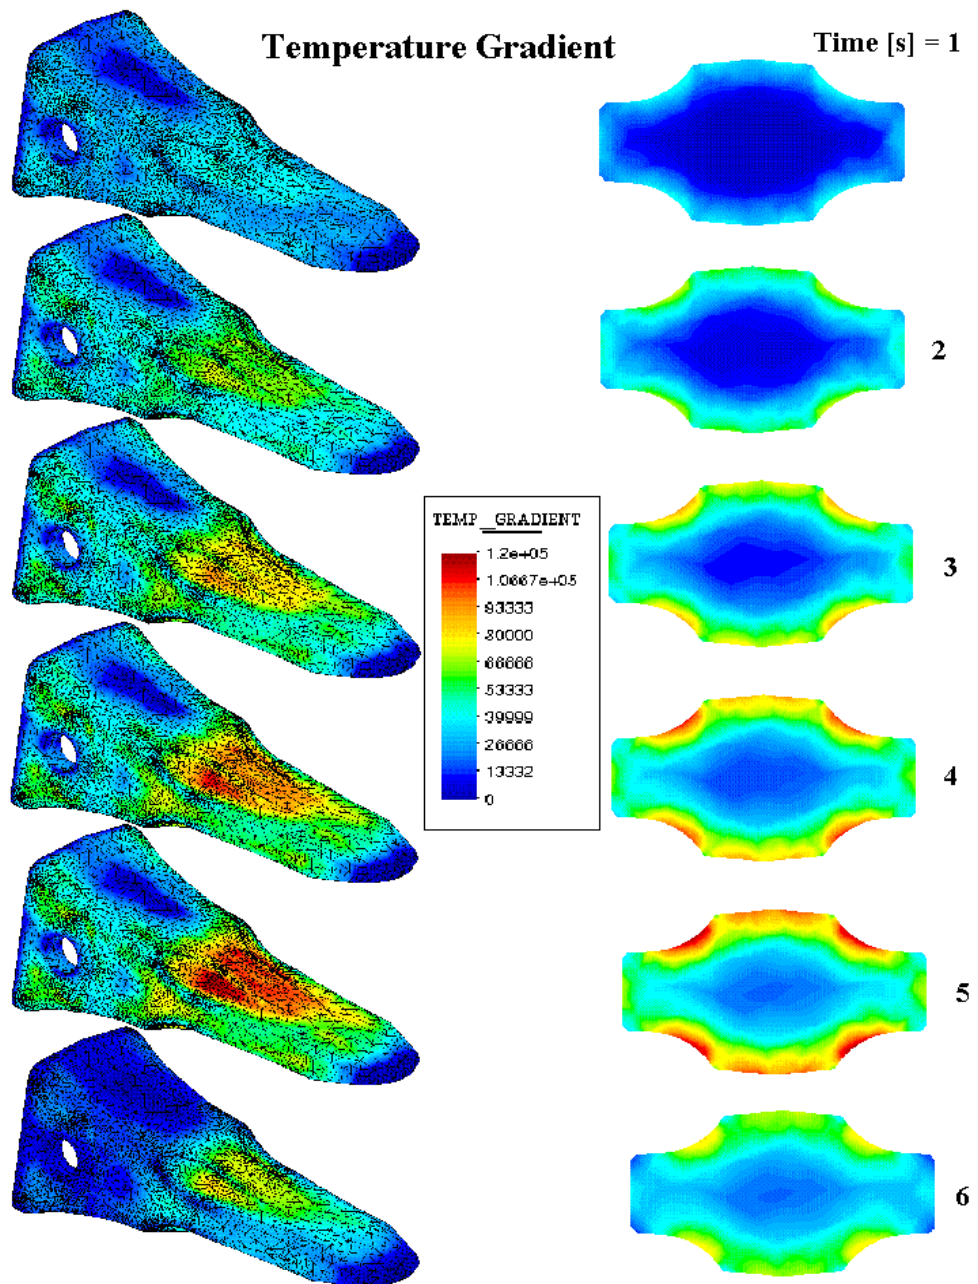 Temperature Gradient
Time [s] = 1
2
TEMP__GRADIENT
1.2e+05
1.0667e+05
93333
80000
66666
53333
39999
26666
13332
0
3
4
5
6